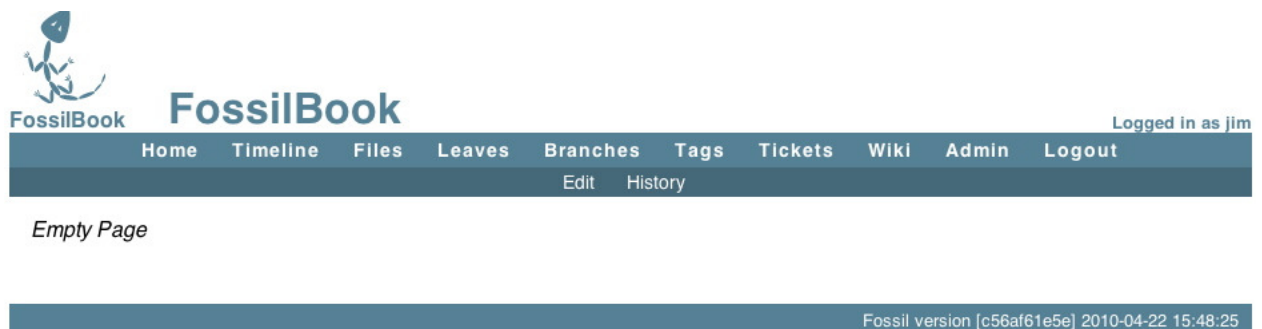 FossilBook
FossilBook
Logged in as jim
Home Timeline Files Leaves Branches Tags Tickets Wiki Admin Logout
Edit History
Empty Page
Fossil version [c56af61e5e] 2010-04-22 15:48:25